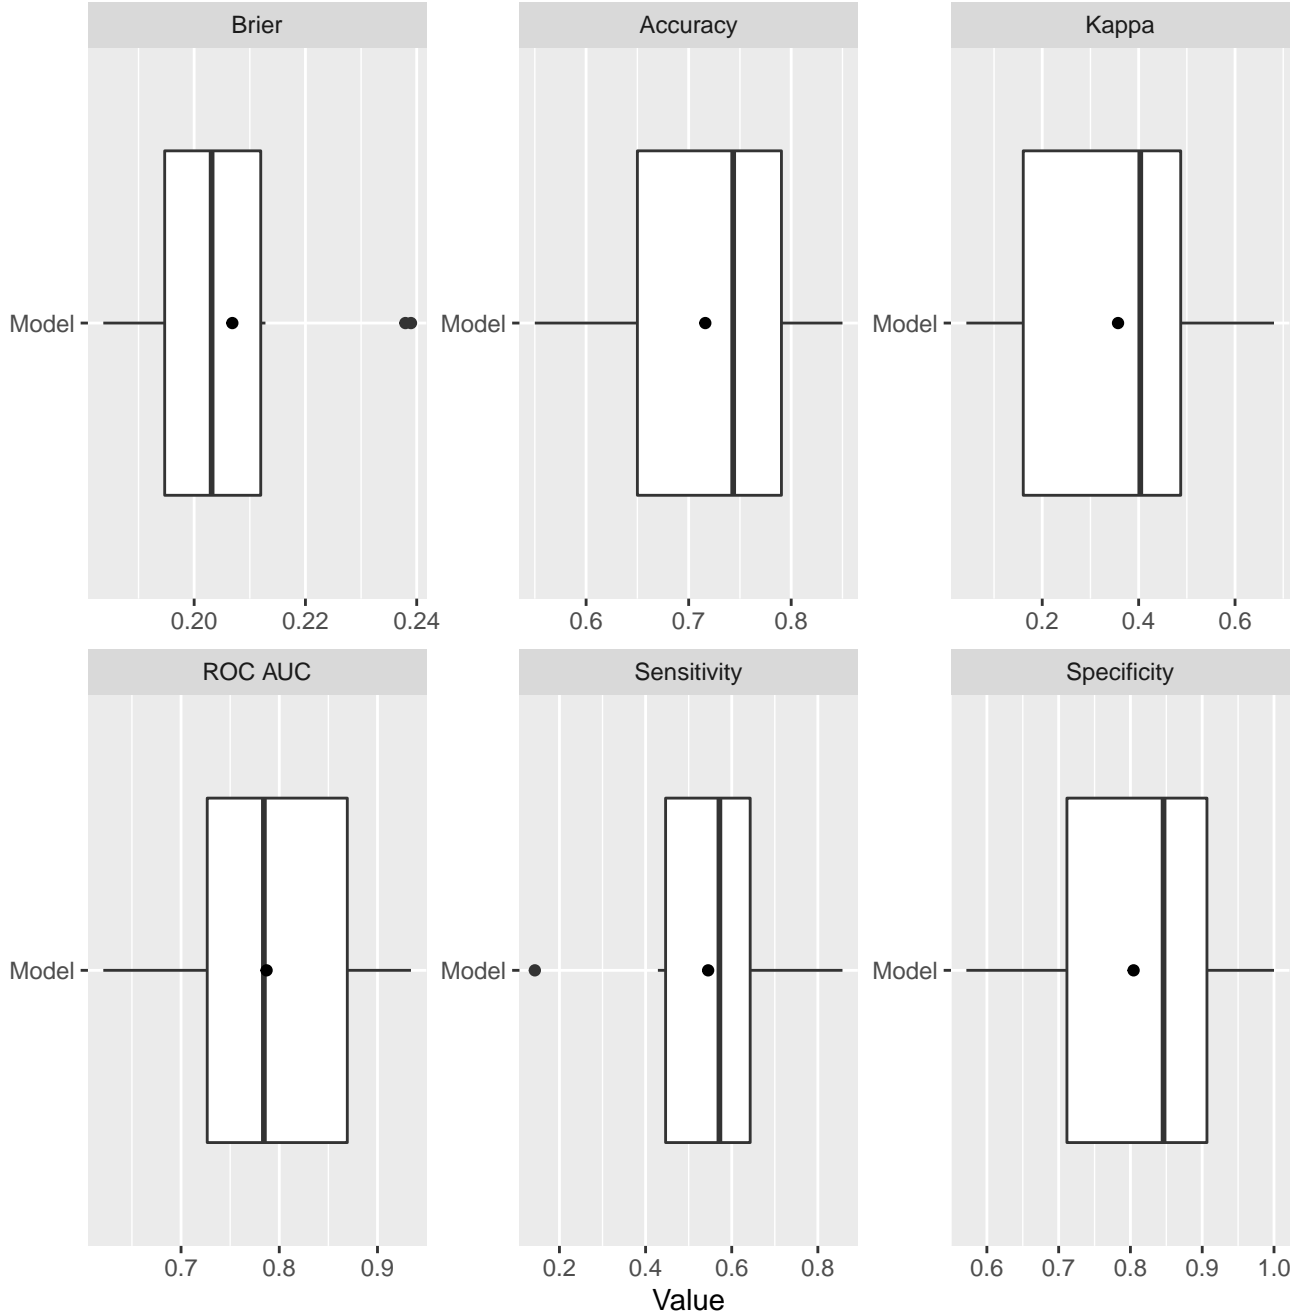 Brier Accuracy Kappa
Model Model Model
0.20 0.22 0.24 0.6 0.7 0.8 0.2 0.4 0.6
ROC AUC Sensitivity Specificity
Model Model Model
0.7 0.8 0.9 0.2 0.4 0.6 0.8 0.6 0.7 0.8 0.9 1.0
Value